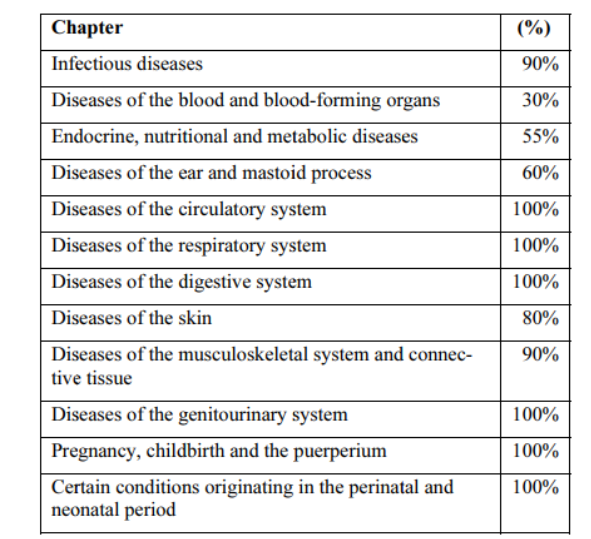 Chapter (%)
Infectious diseases 90%
Diseases of the blood and blood-forming organs 30%
Endocrine, nutritional and metabolic diseases 55%
Diseases of the ear and mastoid process 60%
Diseases of the circulatory system 100%
Diseases of the respiratory system 100%
Diseases of the digestive system 100%
Diseases of the skin 80%
Diseases of the musculoskeletal system and connec- 90%
tive tissue
Diseases of the genitourinary system 100%
Pregnancy, childbirth and the puerperium 100%
Certain conditions originating in the perinatal and 100%
neonatal period